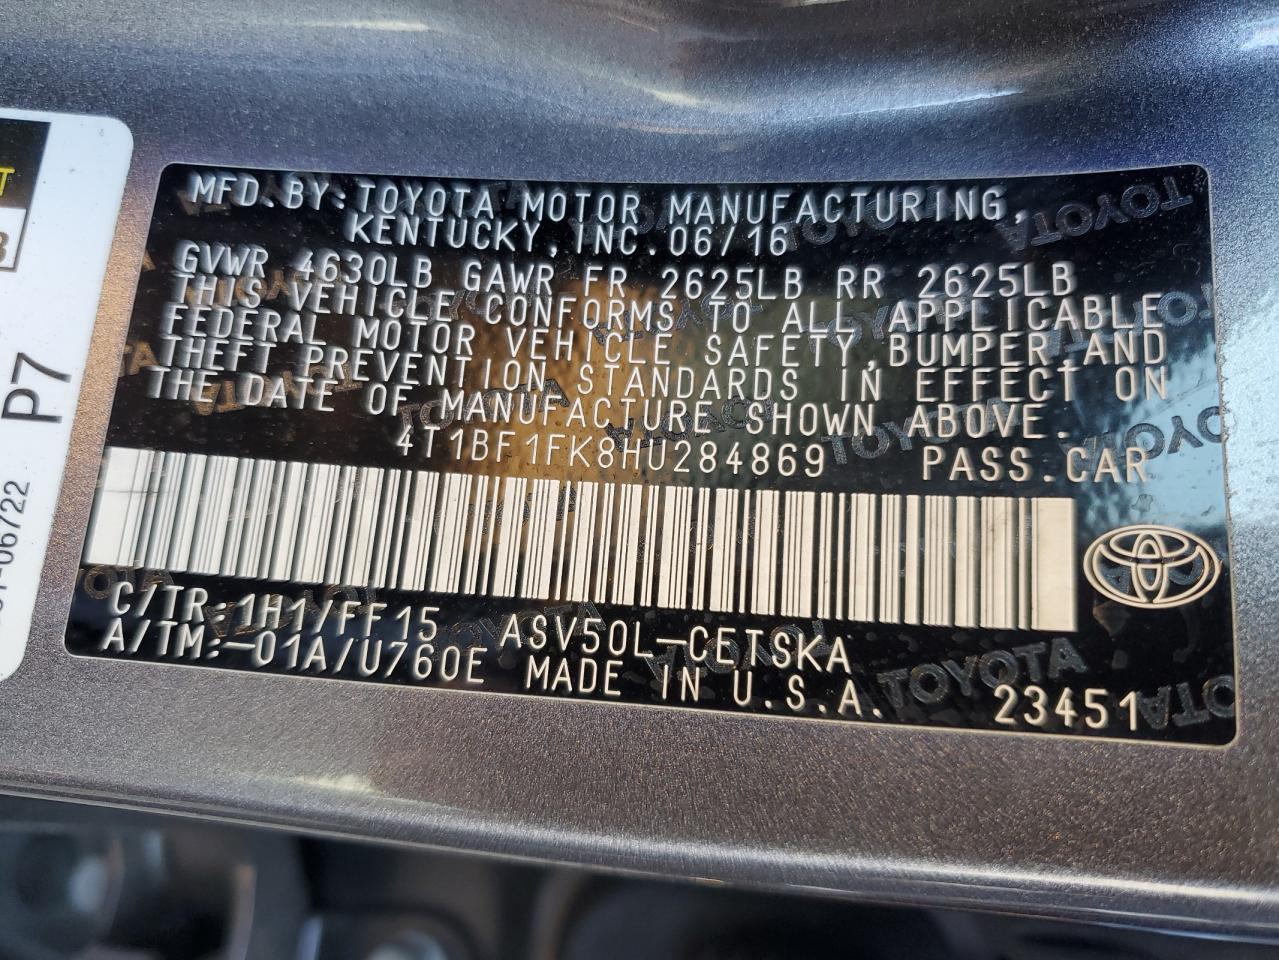 MFD.BY:TOYOTA MOTOR MANUFACTURING,
KENTUCKY,INC.06/16
GVWR 4630LB GAWR FR 2625LB RR 2625LB
THIS VEHICLE CONFORMS TO ALL APPLICABLE
FEDERAL MOTOR VEHICLE SAFETY,BUMPER,AND
THEFT PREVENTION STANDARDS IN EFFECT ON
THE DATE OF MANUFACTURE SHOWN ABOVE.
4T1BF1FK8HU284869 PASS.CAR
C/TR:1H1/FF15 ASV50L-CETSKA
A/TM:-01A/U760E MADE IN U.S.A. 23451
TOYOTA
P7